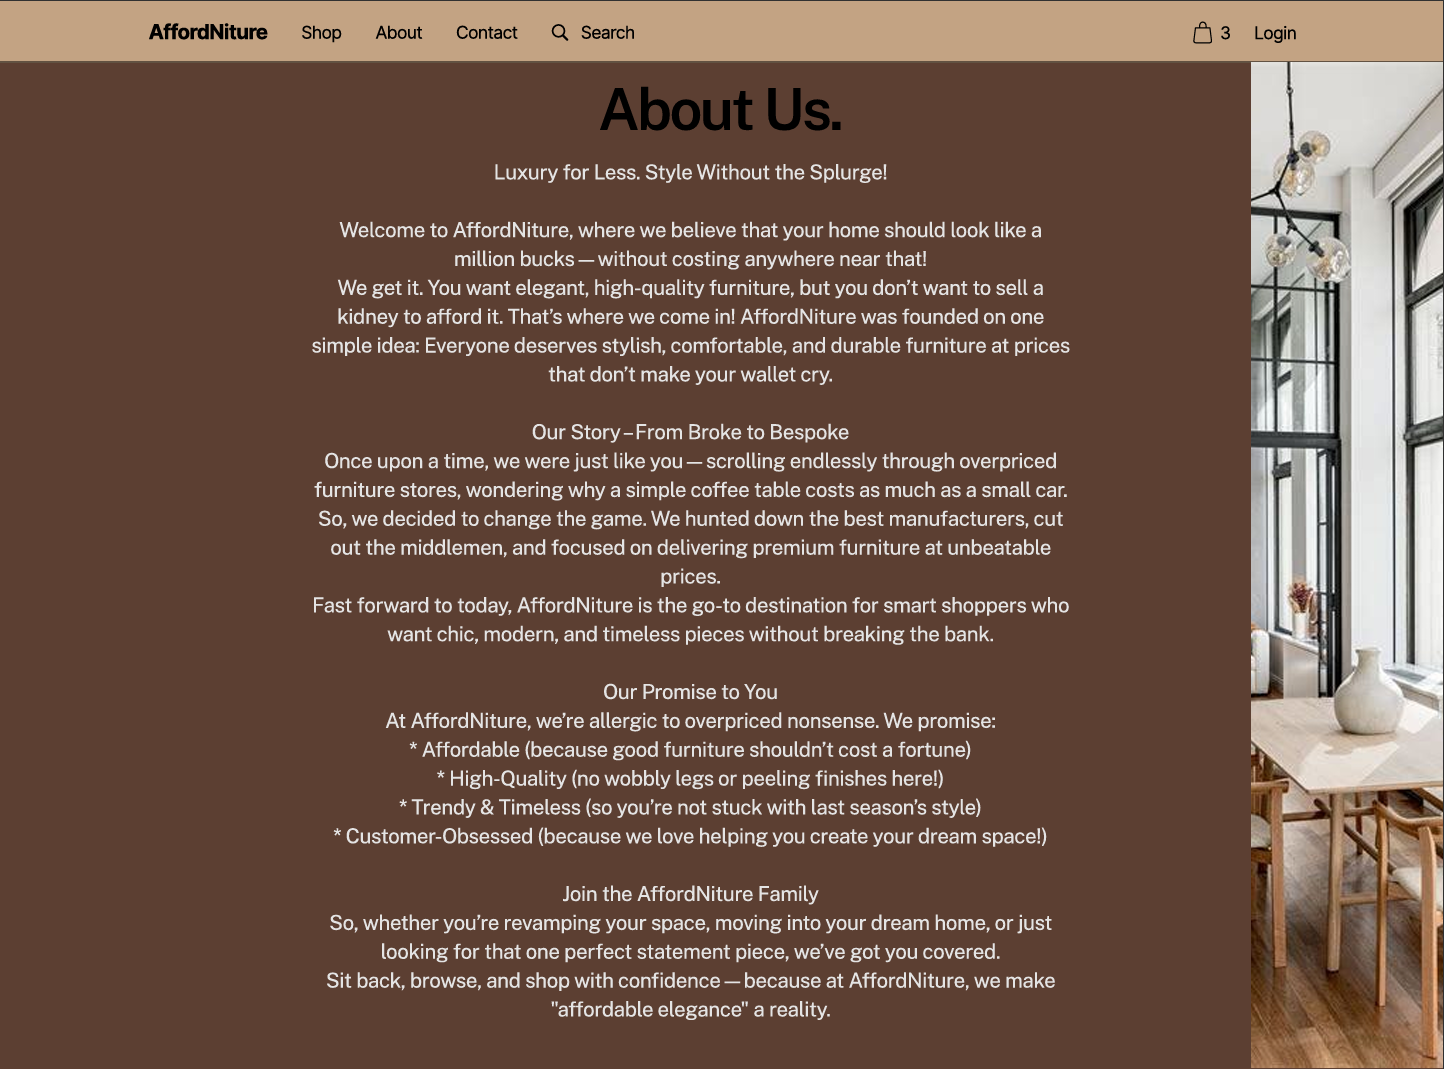 AffordNiture Shop About Contact Search 3 Login
About Us.
Luxury for Less. Style Without the Splurge!
Welcome to AffordNiture, where we believe that your home should look like a
million bucks—without costing anywhere near that!
We get it. You want elegant, high-quality furniture, but you don’t want to sell a
kidney to afford it. That’s where we come in! AffordNiture was founded on one
simple idea: Everyone deserves stylish, comfortable, and durable furniture at prices
that don’t make your wallet cry.
Our Story–From Broke to Bespoke
Once upon a time, we were just like you—scrolling endlessly through overpriced
furniture stores, wondering why a simple coffee table costs as much as a small car.
So, we decided to change the game. We hunted down the best manufacturers, cut
out the middlemen, and focused on delivering premium furniture at unbeatable
prices.
Fast forward to today, AffordNiture is the go-to destination for smart shoppers who
want chic, modern, and timeless pieces without breaking the bank.
Our Promise to You
At AffordNiture, we’re allergic to overpriced nonsense. We promise:
* Affordable (because good furniture shouldn’t cost a fortune)
* High-Quality (no wobbly legs or peeling finishes here!)
* Trendy & Timeless (so you’re not stuck with last season’s style)
* Customer-Obsessed (because we love helping you create your dream space!)
Join the AffordNiture Family
So, whether you’re revamping your space, moving into your dream home, or just
looking for that one perfect statement piece, we’ve got you covered.
Sit back, browse, and shop with confidence—because at AffordNiture, we make
"affordable elegance" a reality.